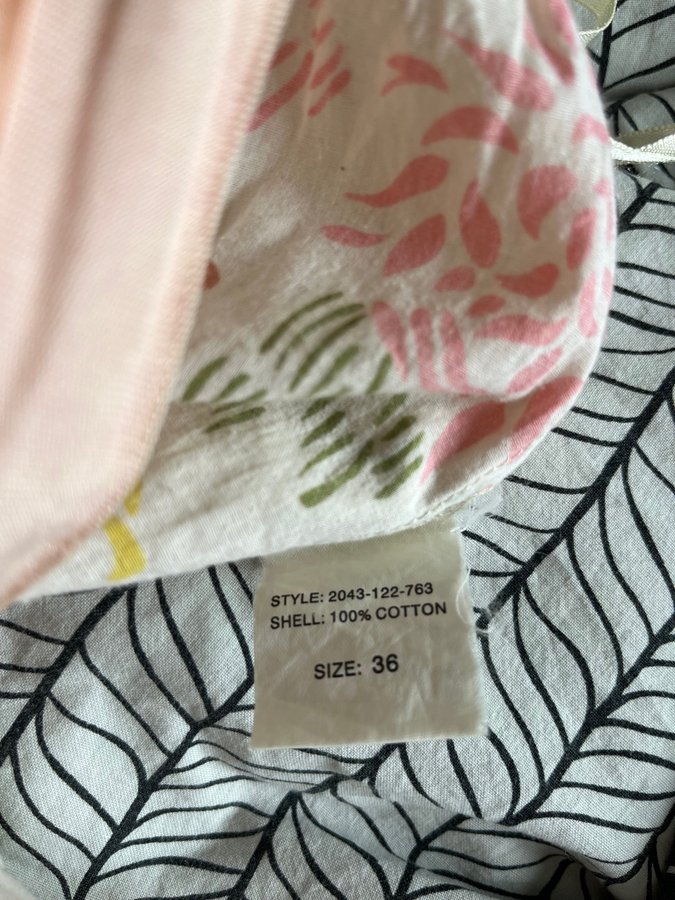 STYLE: 2043-122-763
SHELL: 100% COTTON
SIZE: 36